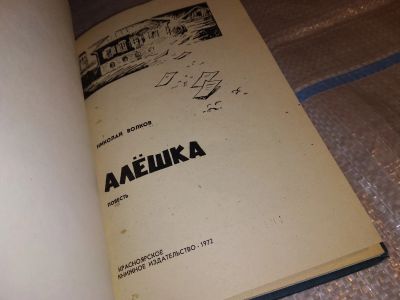 НИКОЛАЙ ВОЛКОВ
АЛЁШКА
ПОВЕСТЬ
КРАСНОЯРСКОЕ
КНИЖНОЕ ИЗДАТЕЛЬСТВО · 1972